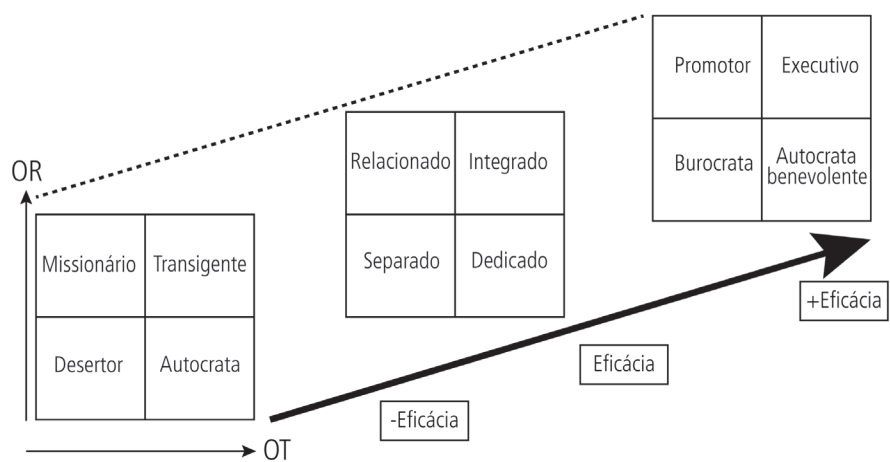 Promotor
Executivo
Burocrata
Autocrata
benevolente
Relacionado
Integrado
Separado
Dedicado
OR
Missionário
Transigente
Desertor
Autocrata
OT
-Eficácia
Eficácia
+Eficácia